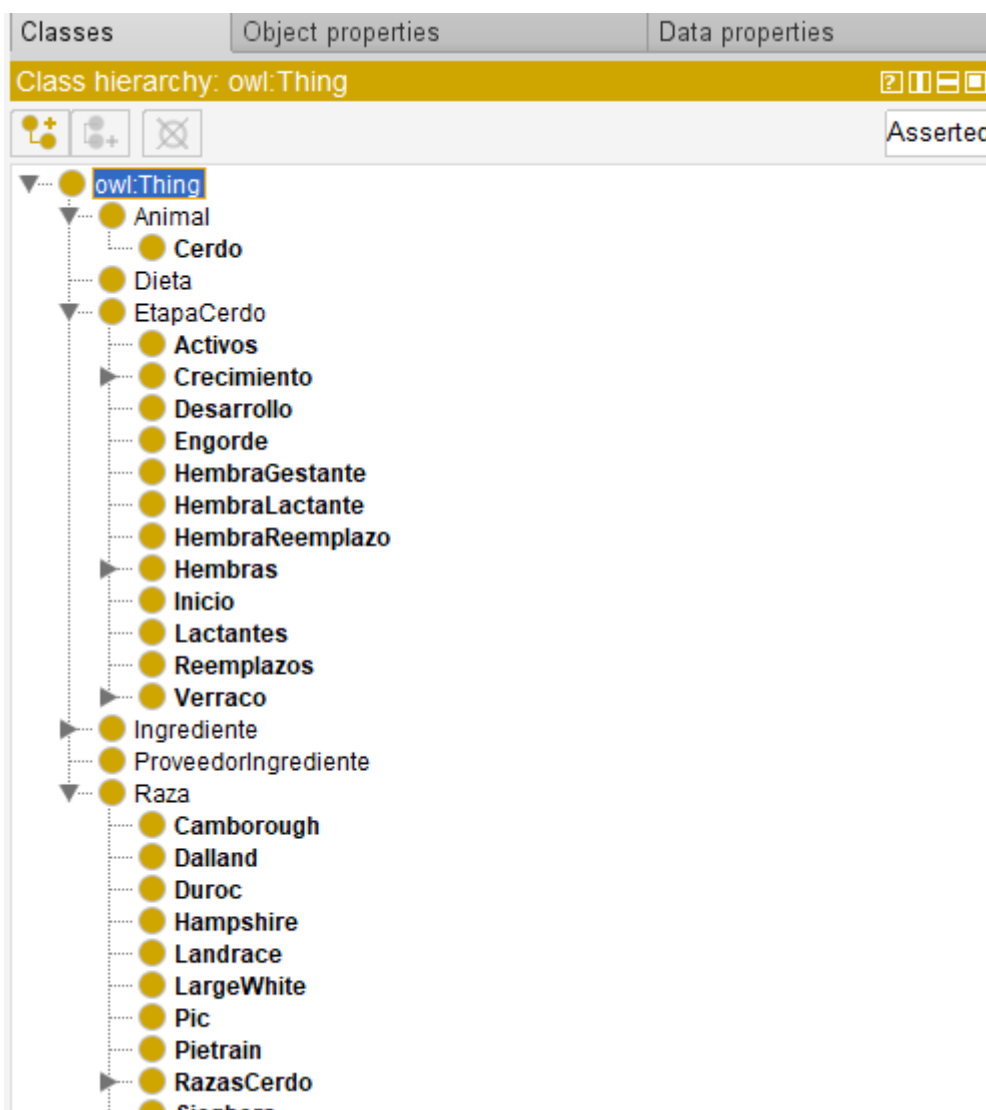 Classes Object properties Data properties
Class hierarchy: owl:Thing
Asserted
owl:Thing
Animal
Cerdo
Dieta
EtapaCerdo
Activos
Crecimiento
Desarrollo
Engorde
HembraGestante
HembraLactante
HembraReemplazo
Hembras
Inicio
Lactantes
Reemplazos
Verraco
Ingrediente
ProveedorIngrediente
Raza
Camborough
Dalland
Duroc
Hampshire
Landrace
LargeWhite
Pic
Pietrain
RazasCerdo